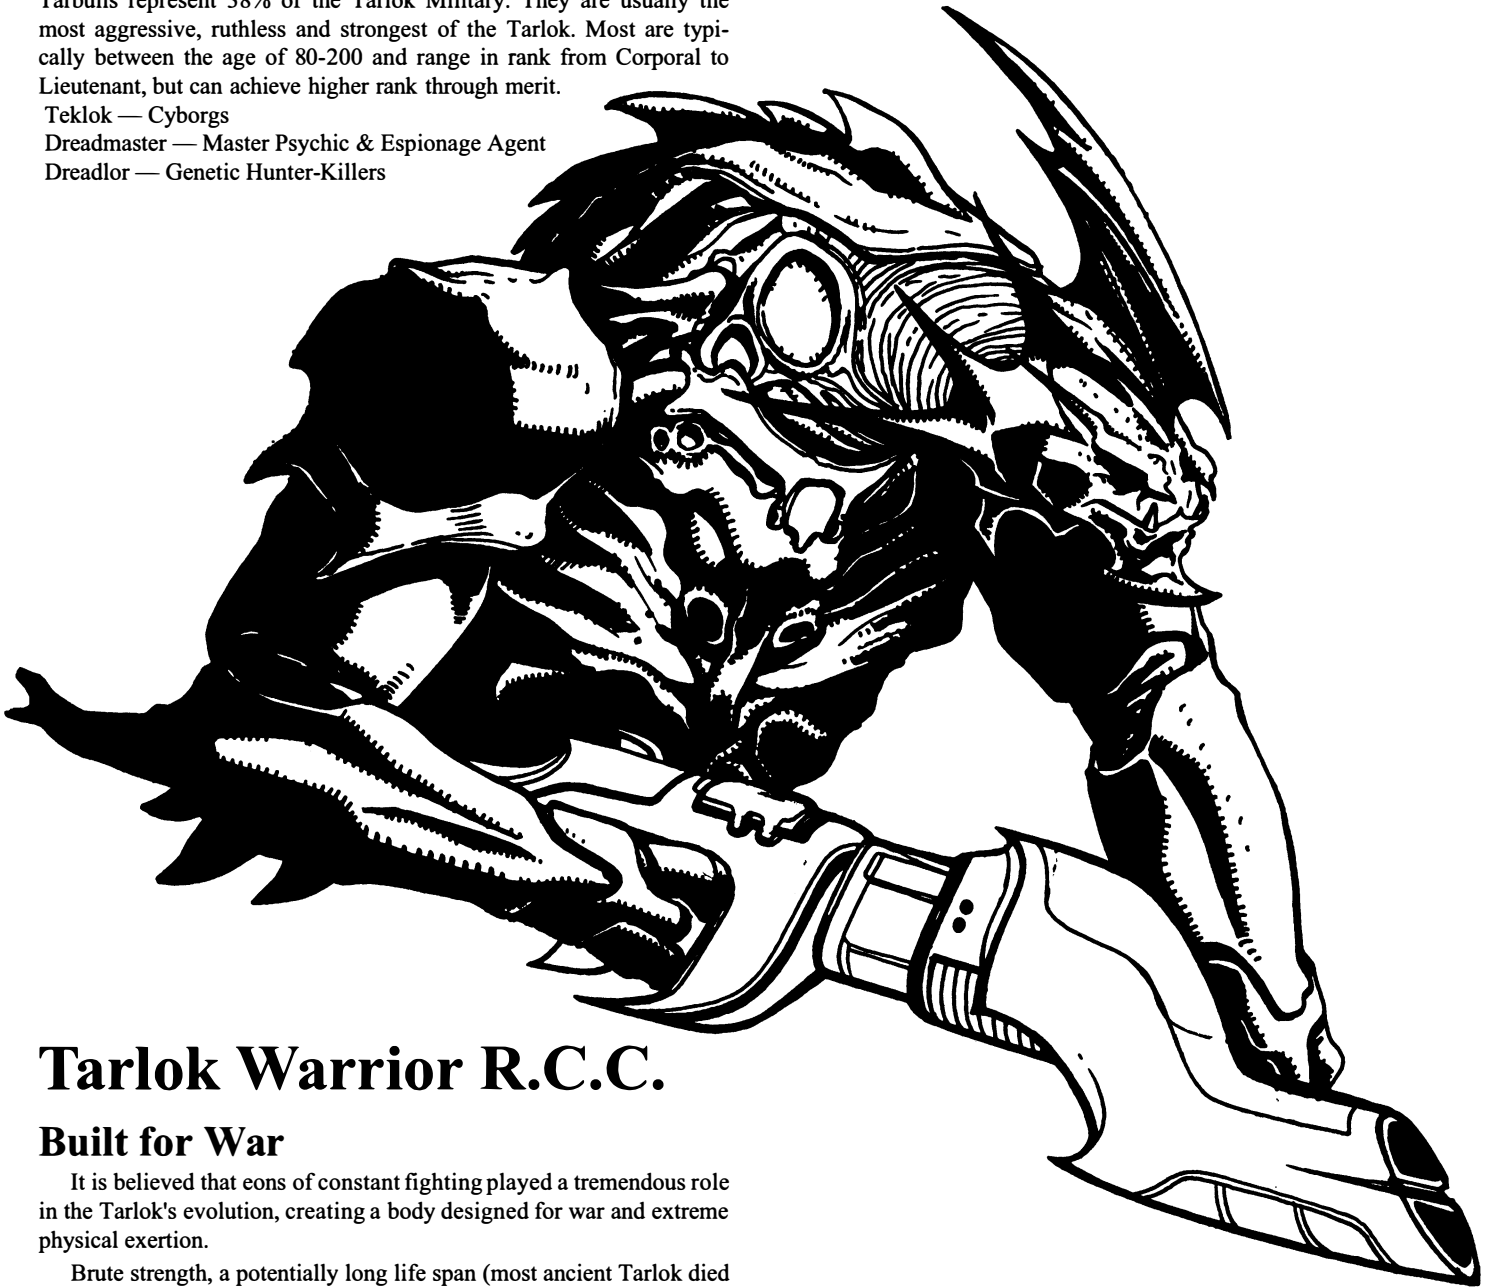 Tarbulls represent 38% of the Tarlok Military. They are usually the
most aggressive, ruthless and strongest of the Tarlok. Most are typi-
cally between the age of 80-200 and range in rank from Corporal to
Lieutenant, but can achieve higher rank through merit.
Teklok — Cyborgs
Dreadmaster — Master Psychic & Espionage Agent
Dreadlor — Genetic Hunter-Killers
Tarlok Warrior R.C.C.
Built for War
It is believed that eons of constant fighting played a tremendous role
in the Tarlok's evolution, creating a body designed for war and extreme
physical exertion.
Brute strength, a potentially long life span (most ancient Tarlok died